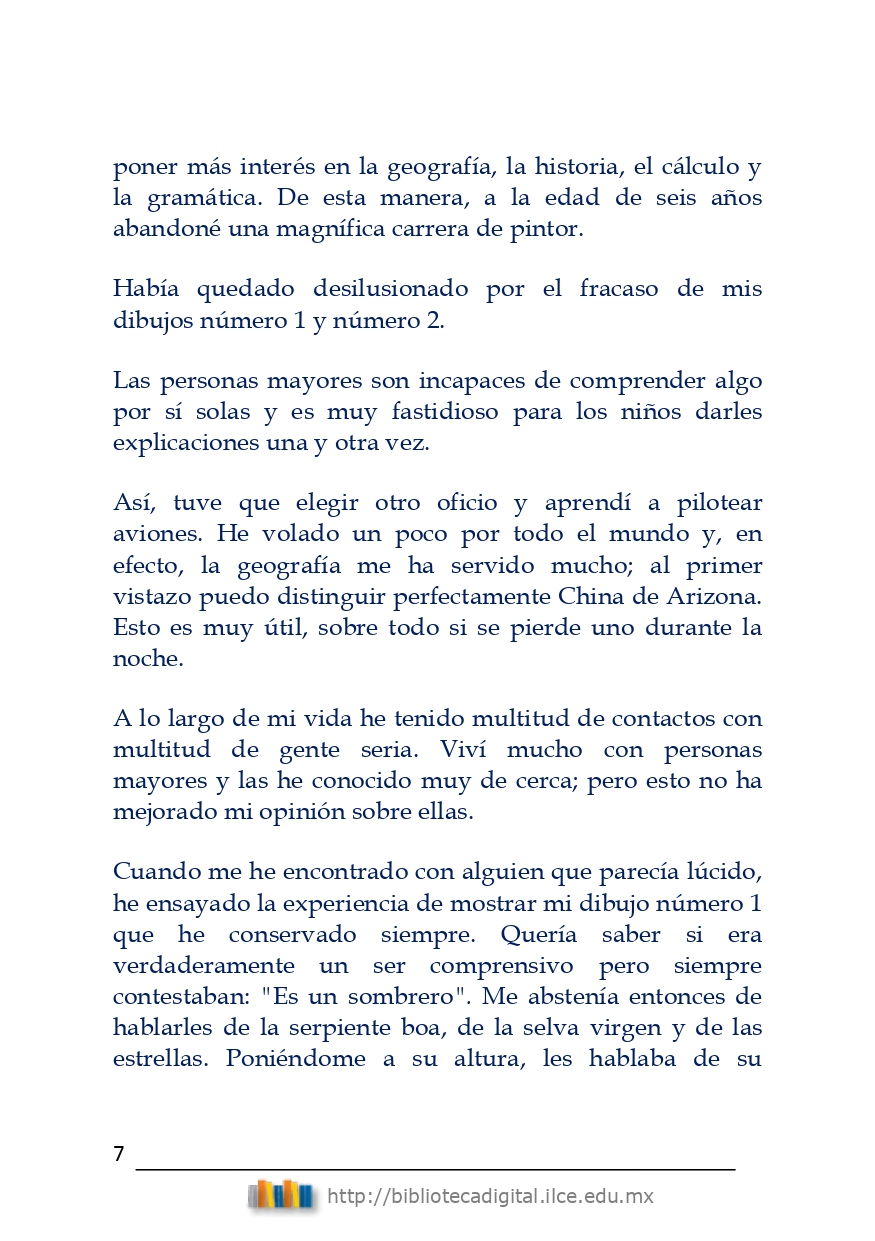 poner más interés en la geografía, la historia, el cálculo y
la gramática. De esta manera, a la edad de seis años
abandoné una magnífica carrera de pintor.
Había quedado desilusionado por el fracaso de mis
dibujos número 1 y número 2.
Las personas mayores son incapaces de comprender algo
por sí solas y es muy fastidioso para los niños darles
explicaciones una y otra vez.
Así, tuve que elegir otro oficio y aprendí a pilotear
aviones. He volado un poco por todo el mundo y, en
efecto, la geografía me ha servido mucho; al primer
vistazo puedo distinguir perfectamente China de Arizona.
Esto es muy útil, sobre todo si se pierde uno durante la
noche.
A lo largo de mi vida he tenido multitud de contactos con
multitud de gente seria. Viví mucho con personas
mayores y las he conocido muy de cerca; pero esto no ha
mejorado mi opinión sobre ellas.
Cuando me he encontrado con alguien que parecía lúcido,
he ensayado la experiencia de mostrar mi dibujo número 1
que he conservado siempre. Quería saber si era
verdaderamente un ser comprensivo pero siempre
contestaban: "Es un sombrero". Me abstenía entonces de
hablarles de la serpiente boa, de la selva virgen y de las
estrellas. Poniéndome a su altura, les hablaba de su
7
http://bibliotecadigital.ilce.edu.mx